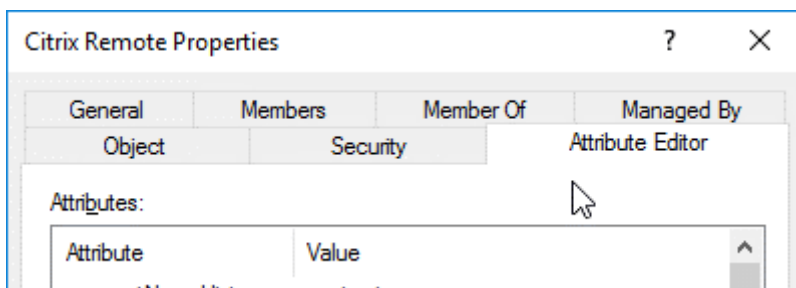 Citrix Remote Properties ? ×
General Members Member Of Managed By
Object Security Attribute Editor
Attributes:
Attribute Value